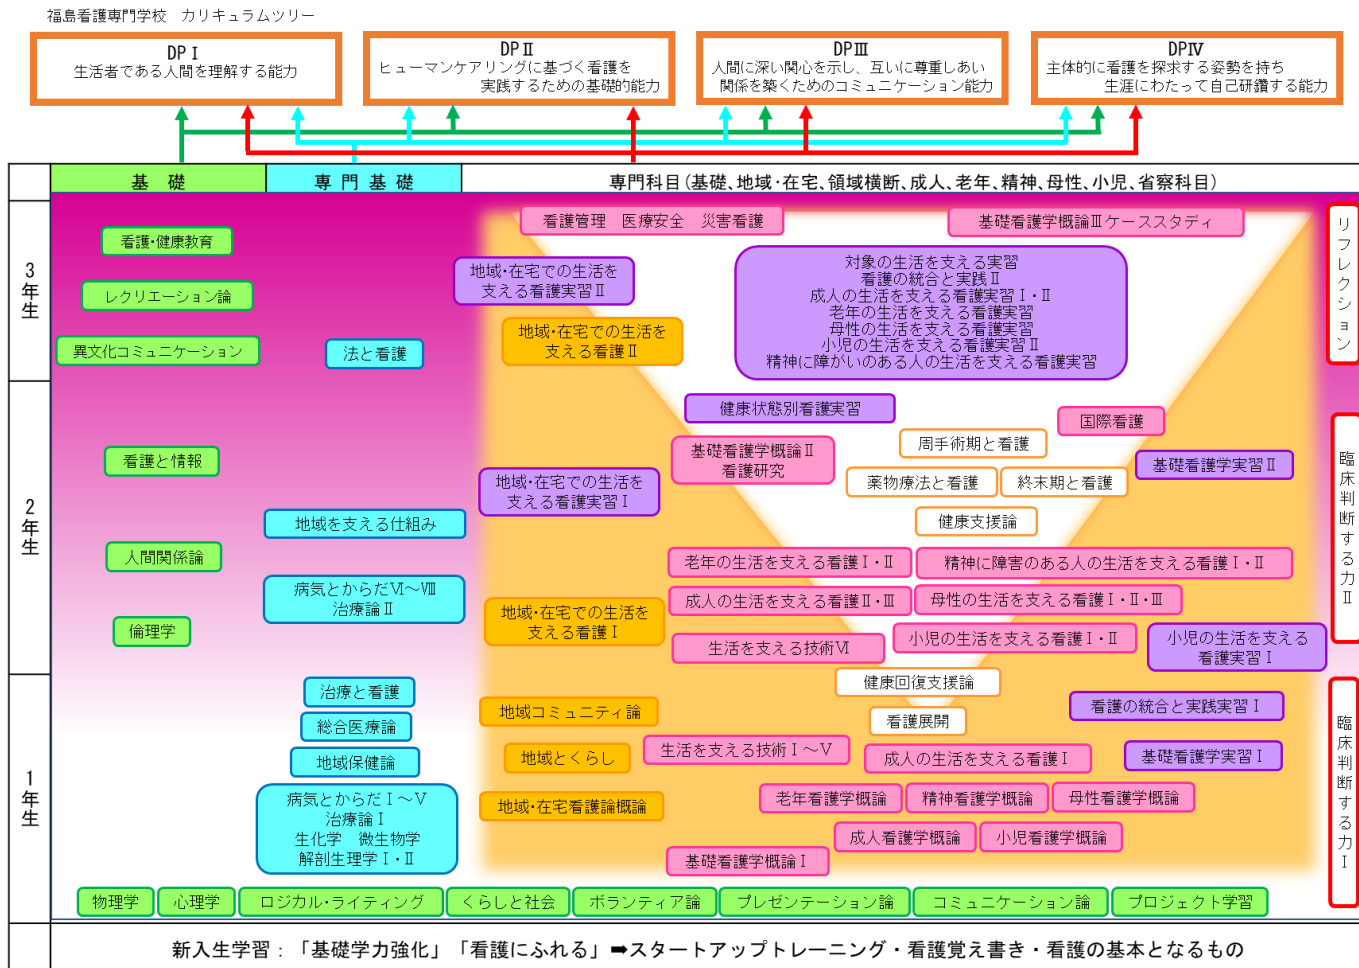 福島看護専門学校　カリキュラムツリー
DPⅠ
生活者である人間を理解する能力
DPⅡ
ヒューマンケアリングに基づく看護を
実践するための基礎的能力
DPⅢ
人間に深い関心を示し、互いに尊重しあい
関係を築くためのコミュニケーション能力
DPⅣ
主体的に看護を探求する姿勢を持ち
生涯にわたって自己研鑽する能力
基　礎
専 門 基 礎
専門科目(基礎、地域･在宅、領域横断、成人、老年、精神、母性、小児、省察科目)
3年生
看護･健康教育
レクリエーション論
異文化コミュニケーション
法と看護
看護管理　医療安全　災害看護
基礎看護学概論Ⅲ ケーススタディ
地域･在宅での生活を
支える看護実習Ⅱ
地域･在宅での生活を
支える看護Ⅱ
対象の生活を支える実習
看護の統合と実践Ⅱ
成人の生活を支える看護実習Ⅰ・Ⅱ
老年の生活を支える看護実習
母性の生活を支える看護実習
小児の生活を支える看護実習Ⅱ
精神に障がいのある人の生活を支える看護実習
リフレクション
2年生
看護と情報
人間関係論
倫理学
地域を支える仕組み
病気とからだⅥ～Ⅷ
治療論Ⅱ
健康状態別看護実習
国際看護
基礎看護学概論Ⅱ
看護研究
周手術期と看護
基礎看護学実習Ⅱ
地域･在宅での生活を
支える看護実習Ⅰ
薬物療法と看護
終末期と看護
健康支援論
老年の生活を支える看護Ⅰ・Ⅱ
精神に障害のある人の生活を支える看護Ⅰ・Ⅱ
成人の生活を支える看護Ⅱ・Ⅲ
母性の生活を支える看護Ⅰ・Ⅱ・Ⅲ
地域･在宅での生活を
支える看護Ⅰ
生活を支える技術Ⅵ
小児の生活を支える看護Ⅰ・Ⅱ
小児の生活を支える
看護実習Ⅰ
臨床判断する力Ⅱ
健康回復支援論
1年生
治療と看護
総合医療論
地域保健論
病気とからだⅠ～Ⅴ
治療論Ⅰ
生化学　微生物学
解剖生理学Ⅰ・Ⅱ
地域コミュニティ論
看護展開
看護の統合と実践実習Ⅰ
地域とくらし
生活を支える技術Ⅰ～Ⅴ
成人の生活を支える看護Ⅰ
基礎看護学実習Ⅰ
地域･在宅看護論概論
老年看護学概論
精神看護学概論
母性看護学概論
成人看護学概論
小児看護学概論
基礎看護学概論Ⅰ
臨床判断する力Ⅰ
物理学
心理学
ロジカル･ライティング
くらしと社会
ボランティア論
プレゼンテーション論
コミュニケーション論
プロジェクト学習
新入生学習：「基礎学力強化」「看護にふれる」➡スタートアップトレーニング・看護覚え書き・看護の基本となるもの